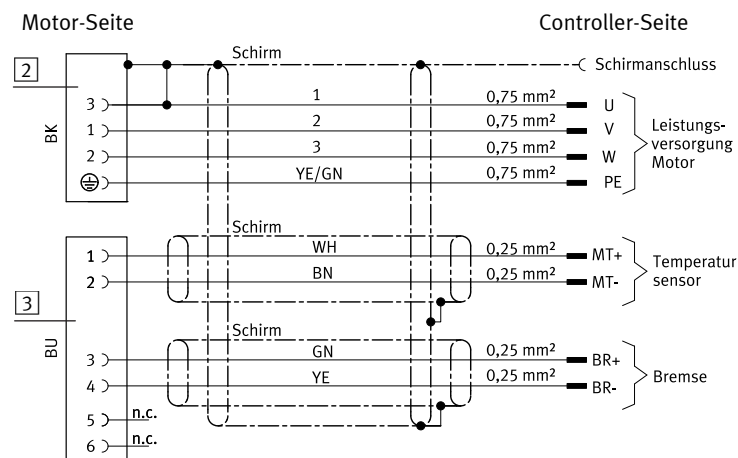 Motor-Seite
Controller-Seite
Schirm
Schirmanschluss
2
BK
3
1
0,75 mm²
U
1
2
0,75 mm²
V
2
3
0,75 mm²
W
YE/GN
0,75 mm²
PE
Leistungs-
versorgung
Motor
Schirm
1
WH
0,25 mm²
MT+
2
BN
0,25 mm²
MT-
Temperatur
sensor
3
BU
Schirm
3
GN
0,25 mm²
BR+
4
YE
0,25 mm²
BR-
Bremse
5
n.c.
6
n.c.